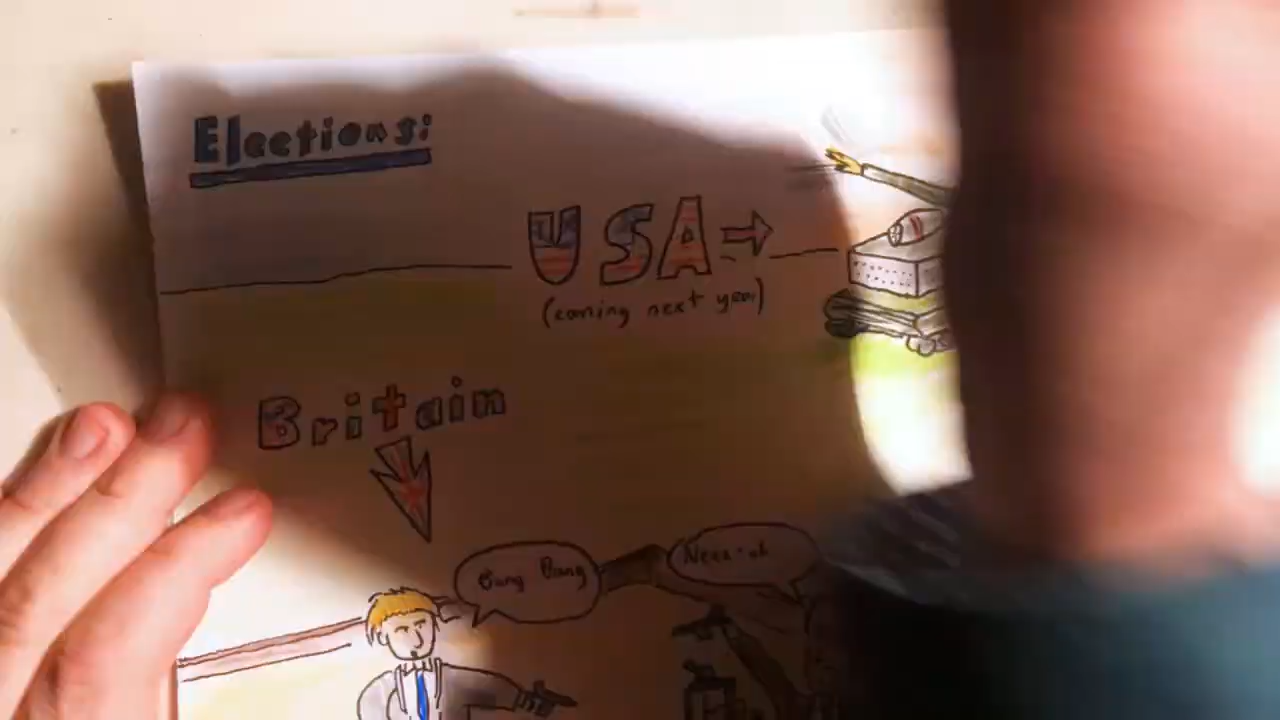 Elections:
USA
(coming next year)
Britain
Bang Bang